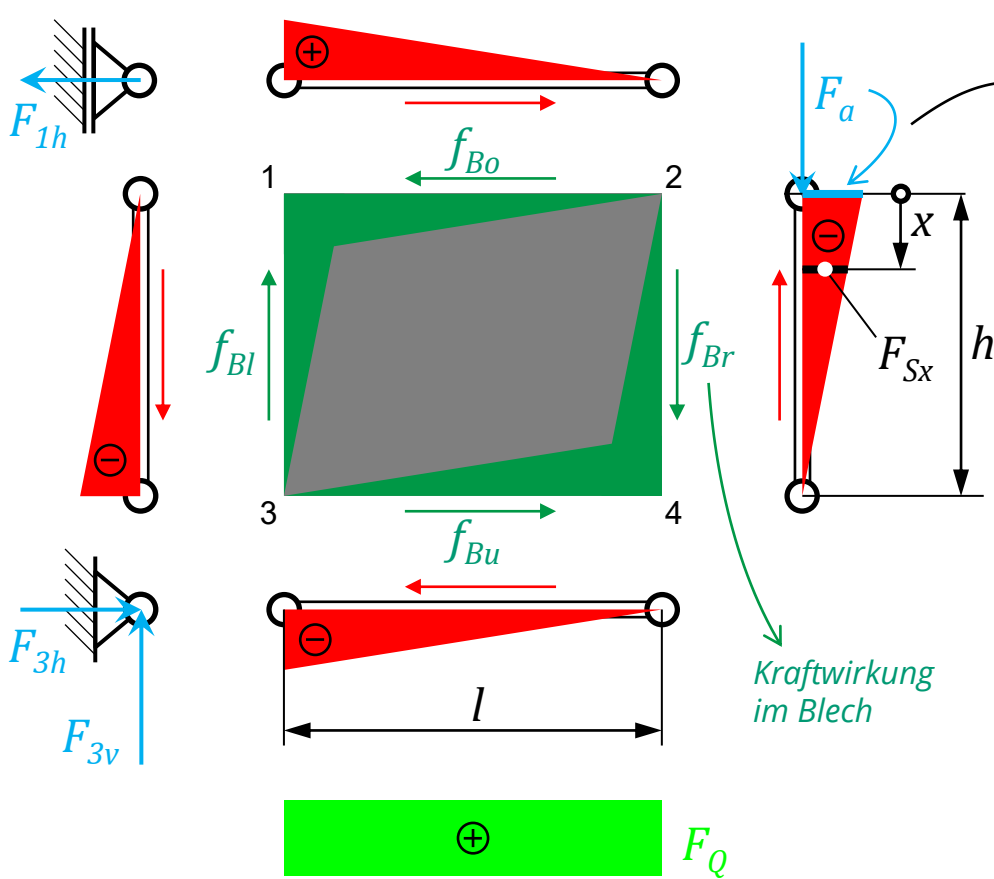 F1h
+
fBo
Fa
1
2
x
−
fBl
fBr
FSx
h
−
3
4
fBu
F3h
−
Kraftwirkung
im Blech
l
F3v
+
FQ